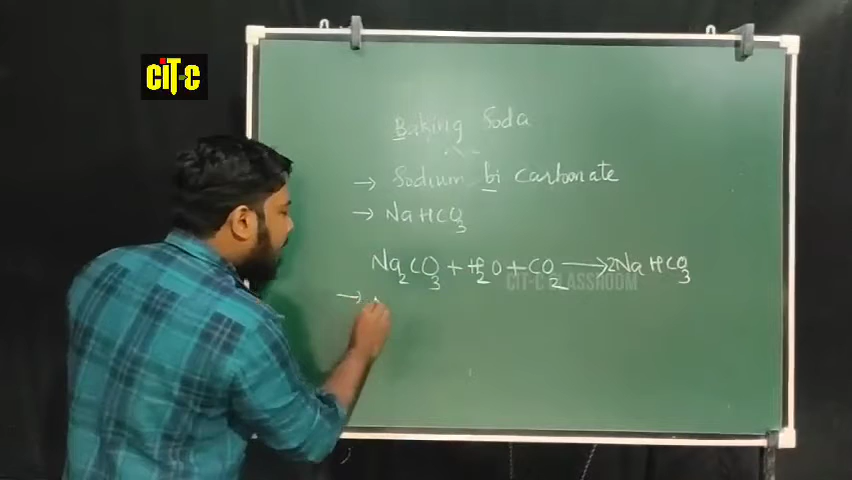 CiT-C
Baking Soda
→ Sodium bi carbonate
→ NaHCO3
Na2CO3 + H2O + CO2 → 2NaHCO3
CIT-C CLASSROOM
→